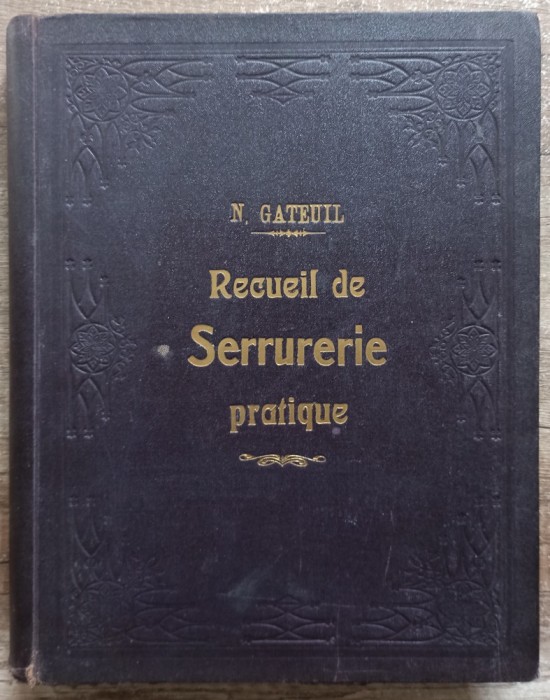 N. GATEUIL
Recueil de
Serrurerie
pratique